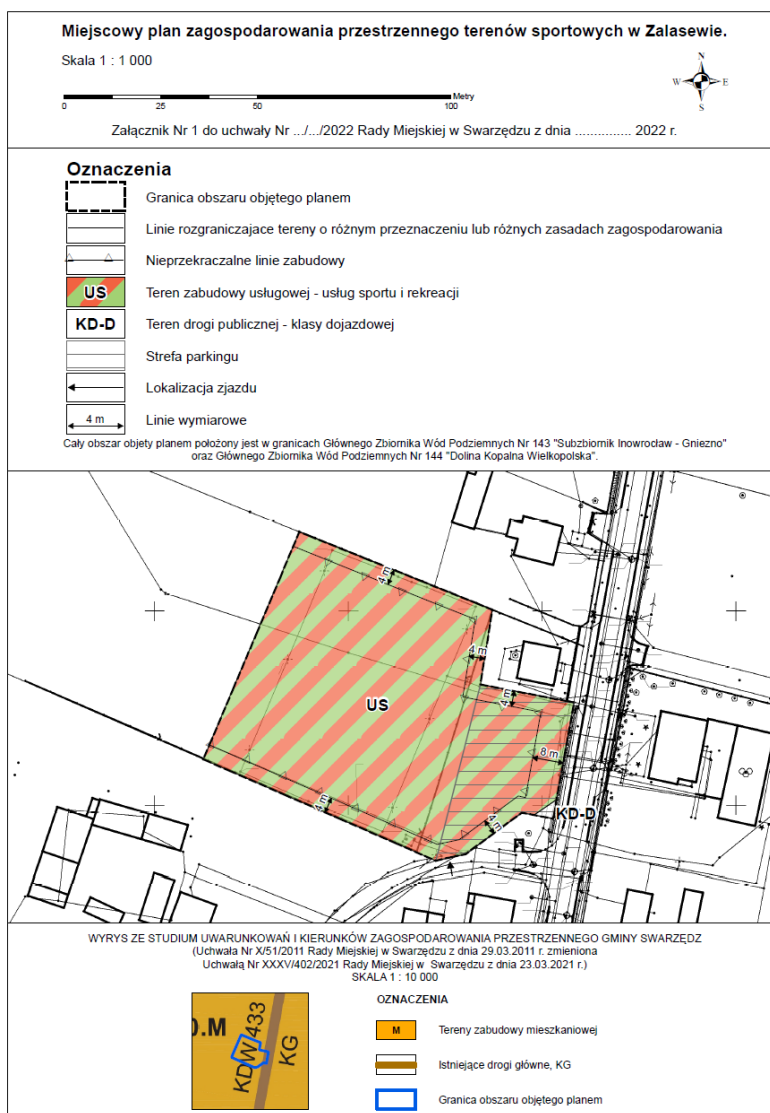 Miejscowy plan zagospodarowania przestrzennego terenów sportowych w Zalasewie.
Skala 1 : 1 000
N
W E
S
Metry
0 25 50 100
Załącznik Nr 1 do uchwały Nr .../.../2022 Rady Miejskiej w Swarzędzu z dnia ............... 2022 r.
Oznaczenia
Granica obszaru objętego planem
Linie rozgraniczajace tereny o różnym przeznaczeniu lub różnych zasadach zagospodarowania
Nieprzekraczalne linie zabudowy
US Teren zabudowy usługowej - usług sportu i rekreacji
KD-D Teren drogi publicznej - klasy dojazdowej
Strefa parkingu
Lokalizacja zjazdu
4 m Linie wymiarowe
Cały obszar objety planem położony jest w granicach Głównego Zbiornika Wód Podziemnych Nr 143 "Subzbiornik Inowrocław - Gniezno"
oraz Głównego Zbiornika Wód Podziemnych Nr 144 "Dolina Kopalna Wielkopolska".
4 m
4 m
4 m
US
8 m
4 m
4 m
KD-D
WYRYS ZE STUDIUM UWARUNKOWAŃ I KIERUNKÓW ZAGOSPODAROWANIA PRZESTRZENNEGO GMINY SWARZĘDZ
(Uchwała Nr X/51/2011 Rady Miejskiej w Swarzędzu z dnia 29.03.2011 r. zmieniona
Uchwałą Nr XXXV/402/2021 Rady Miejskiej w Swarzędzu z dnia 23.03.2021 r.)
SKALA 1 : 10 000
OZNACZENIA
0.M
KDW 433
KG
M Tereny zabudowy mieszkaniowej
Istniejące drogi główne, KG
Granica obszaru objętego planem